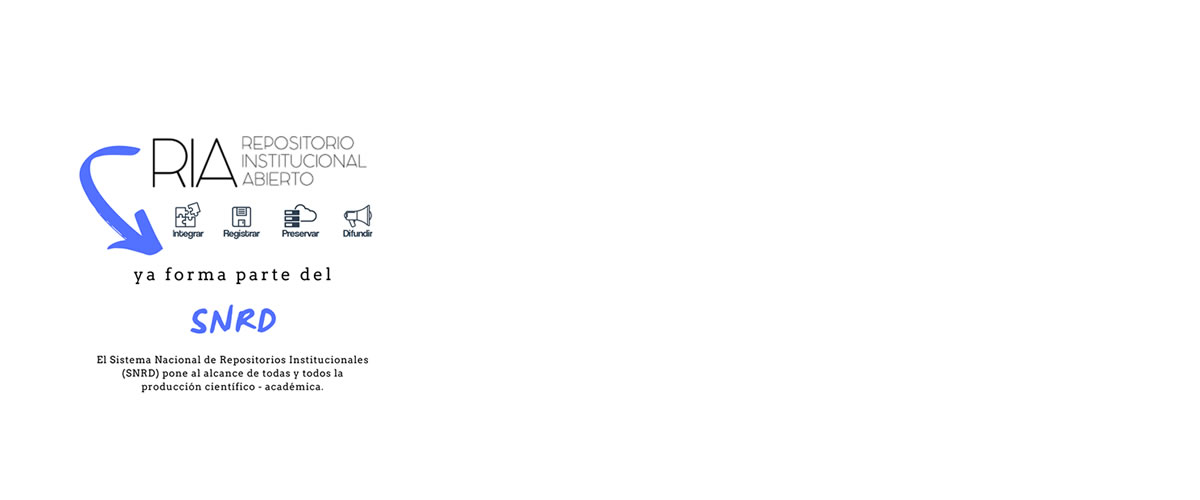 RIA
REPOSITORIO
INSTITUCIONAL
ABIERTO
Integrar Registrar Preservar Difundir
ya forma parte del
SNRD
El Sistema Nacional de Repositorios Institucionales
(SNRD) pone al alcance de todas y todos la
producción científico - académica.